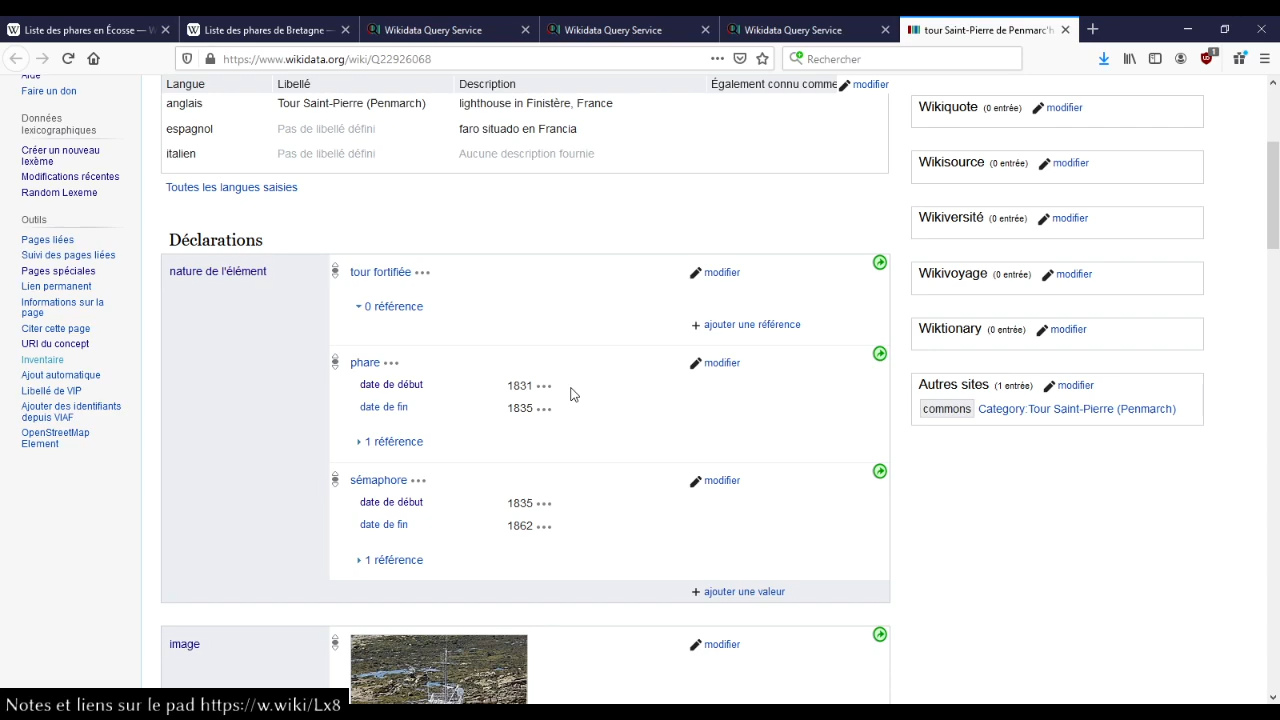 Liste des phares en Écosse — W
Liste des phares de Bretagne —
Wikidata Query Service
Wikidata Query Service
Wikidata Query Service
tour Saint-Pierre de Penmarc'h
https://www.wikidata.org/wiki/Q22926068
Rechercher
1
Aide
Faire un don
Données
lexicographiques
Créer un nouveau
lexème
Modifications récentes
Random Lexeme
Outils
Pages liées
Suivi des pages liées
Pages spéciales
Lien permanent
Informations sur la
page
Citer cette page
URI du concept
Inventaire
Ajout automatique
Libellé de VIP
Ajouter des identifiants
depuis VIAF
OpenStreetMap
Element
Langue Libellé Description Également connu comme modifier
anglais Tour Saint-Pierre (Penmarch) lighthouse in Finistère, France
espagnol Pas de libellé défini faro situado en Francia
italien Pas de libellé défini Aucune description fournie
Toutes les langues saisies
Déclarations
nature de l'élément
tour fortifiée modifier
0 référence
+ ajouter une référence
phare modifier
date de début 1831
date de fin 1835
1 référence
sémaphore modifier
date de début 1835
date de fin 1862
1 référence
+ ajouter une valeur
image modifier
Wikiquote (0 entrée) modifier
Wikisource (0 entrée) modifier
Wikiversité (0 entrée) modifier
Wikivoyage (0 entrée) modifier
Wiktionary (0 entrée) modifier
Autres sites (1 entrée) modifier
commons Category:Tour Saint-Pierre (Penmarch)
Notes et liens sur le pad https://w.wiki/Lx8